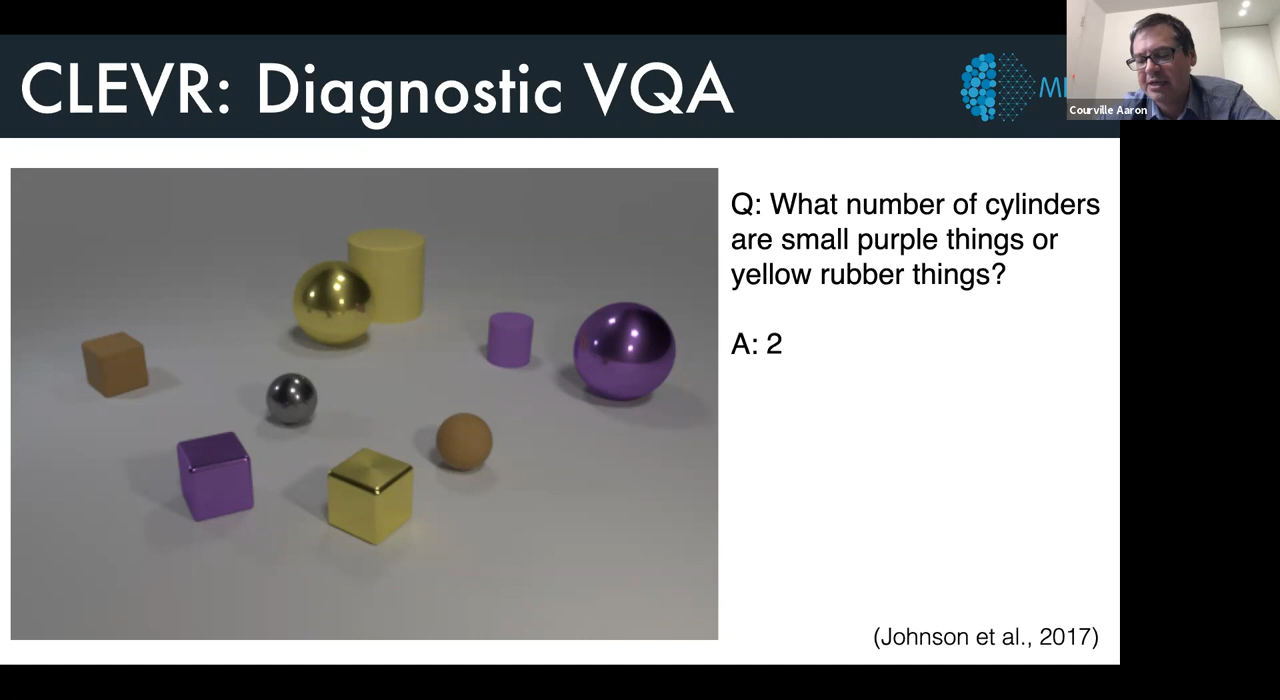 CLEVR: Diagnostic VQA
Courville Aaron
Q: What number of cylinders
are small purple things or
yellow rubber things?
A: 2
(Johnson et al., 2017)